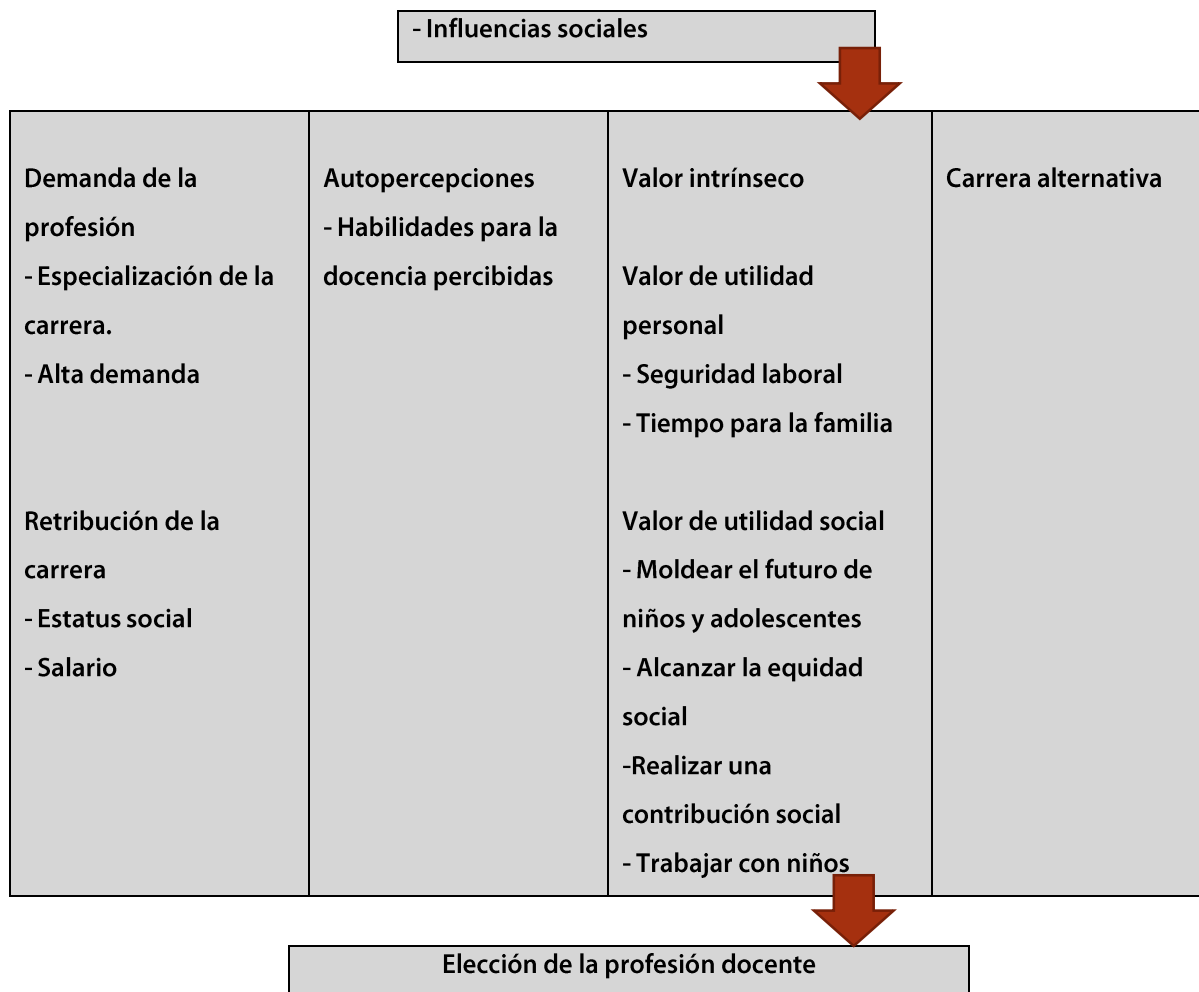 - Influencias sociales
Demanda de la
profesión
- Especialización de la
carrera.
- Alta demanda
Retribución de la
carrera
- Estatus social
- Salario
Autopercepciones
- Habilidades para la
docencia percibidas
Valor intrínseco
Valor de utilidad
personal
- Seguridad laboral
- Tiempo para la familia
Valor de utilidad social
- Moldear el futuro de
niños y adolescentes
- Alcanzar la equidad
social
-Realizar una
contribución social
- Trabajar con niños
Carrera alternativa
Elección de la profesión docente